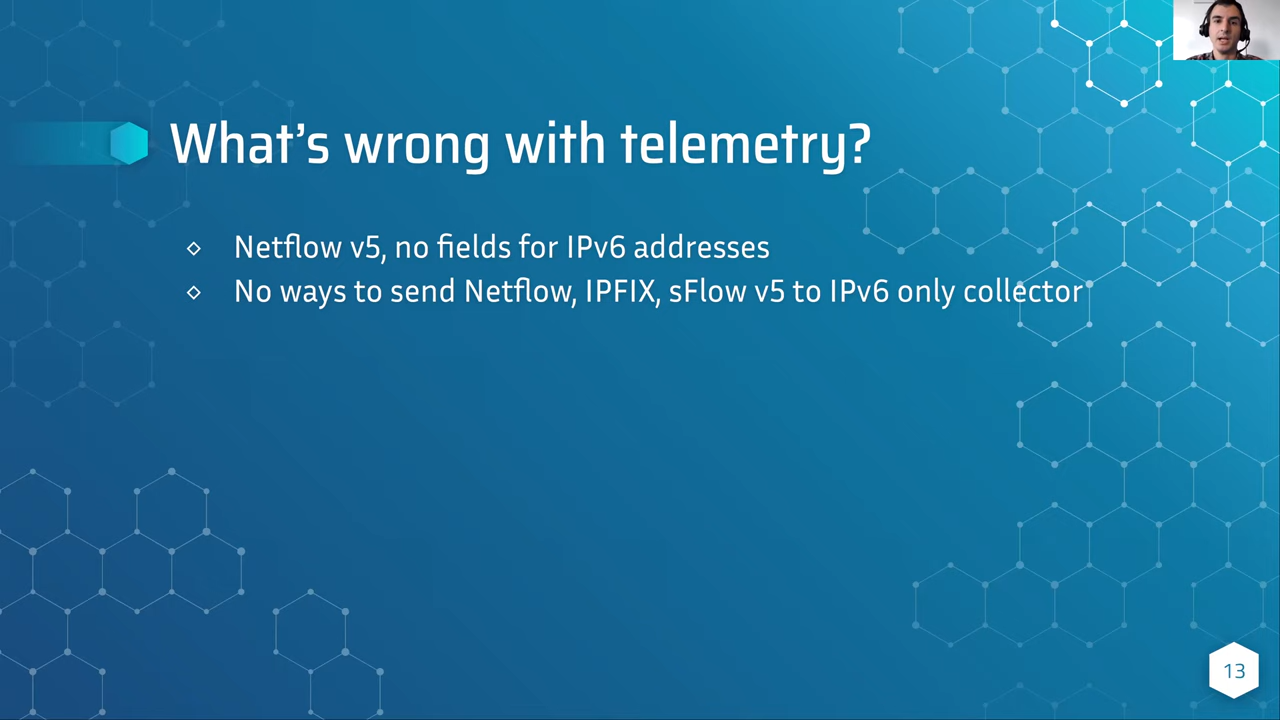 What's wrong with telemetry?
Netflow v5, no fields for IPv6 addresses
No ways to send Netflow, IPFIX, sFlow v5 to IPv6 only collector
13